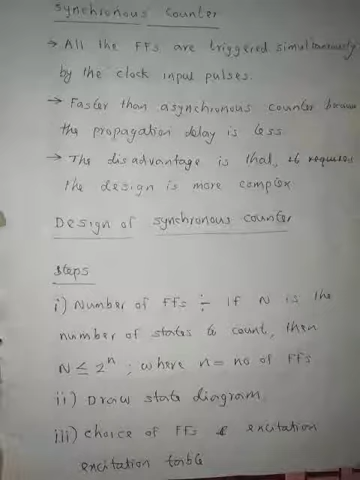 Synchronous Counter
→ All the FFs are triggered simultaneously
by the clock input pulses.
→ Faster than asynchronous counter because
the propagation delay is less.
→ The disadvantage is that, it requires
the design is more complex
Design of synchronous counter
Steps
i) Number of FFs ÷ If N is the
number of states to count, then
N ≤ 2^n ; where n = no of FFs
ii) Draw state diagram
iii) choice of FFs & excitation
excitation table